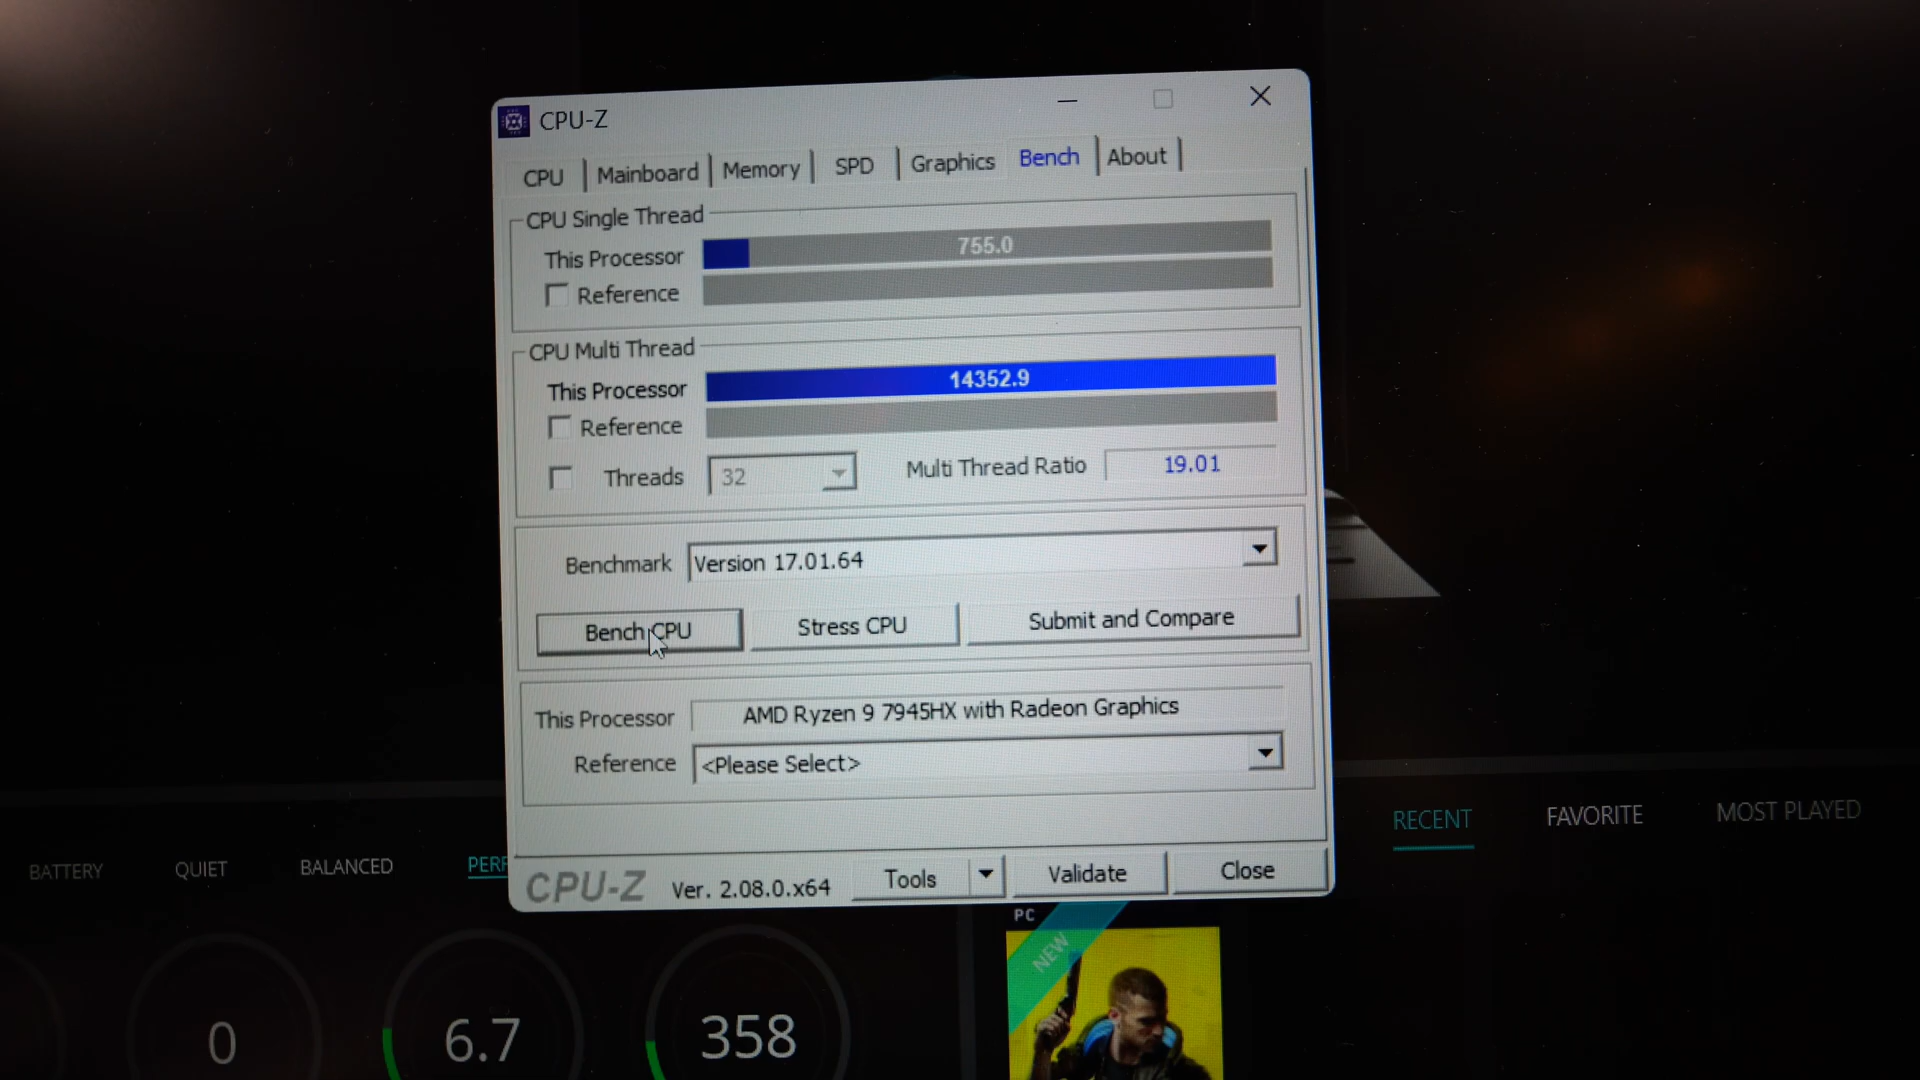 CPU-Z
CPU Mainboard Memory SPD Graphics Bench About
CPU Single Thread
This Processor 755.0
Reference
CPU Multi Thread
This Processor 14352.9
Reference
Threads 32 Multi Thread Ratio 19.01
Benchmark Version 17.01.64
Bench CPU Stress CPU Submit and Compare
This Processor AMD Ryzen 9 7945HX with Radeon Graphics
Reference <Please Select>
CPU-Z Ver. 2.08.0.x64 Tools Validate Close
BATTERY QUIET BALANCED PERF
RECENT FAVORITE MOST PLAYED
PC
NEW
0 6.7 358